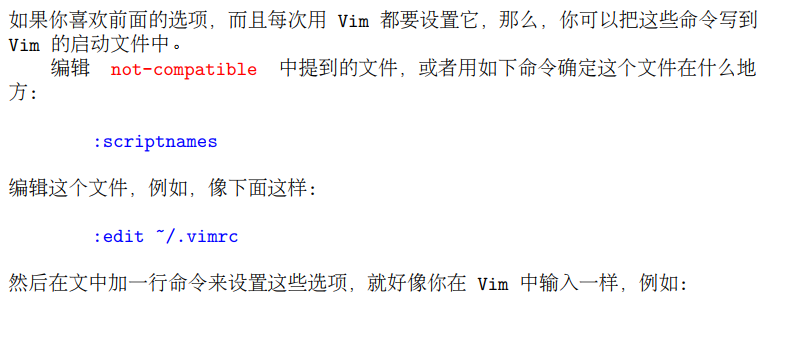 如果你喜欢前面的选项，而且每次用 Vim 都要设置它，那么，你可以把这些命令写到
Vim 的启动文件中。
编辑 not-compatible 中提到的文件，或者用如下命令确定这个文件在什么地
方：
:scriptnames
编辑这个文件，例如，像下面这样：
:edit ~/.vimrc
然后在文中加一行命令来设置这些选项，就好像你在 Vim 中输入一样，例如：